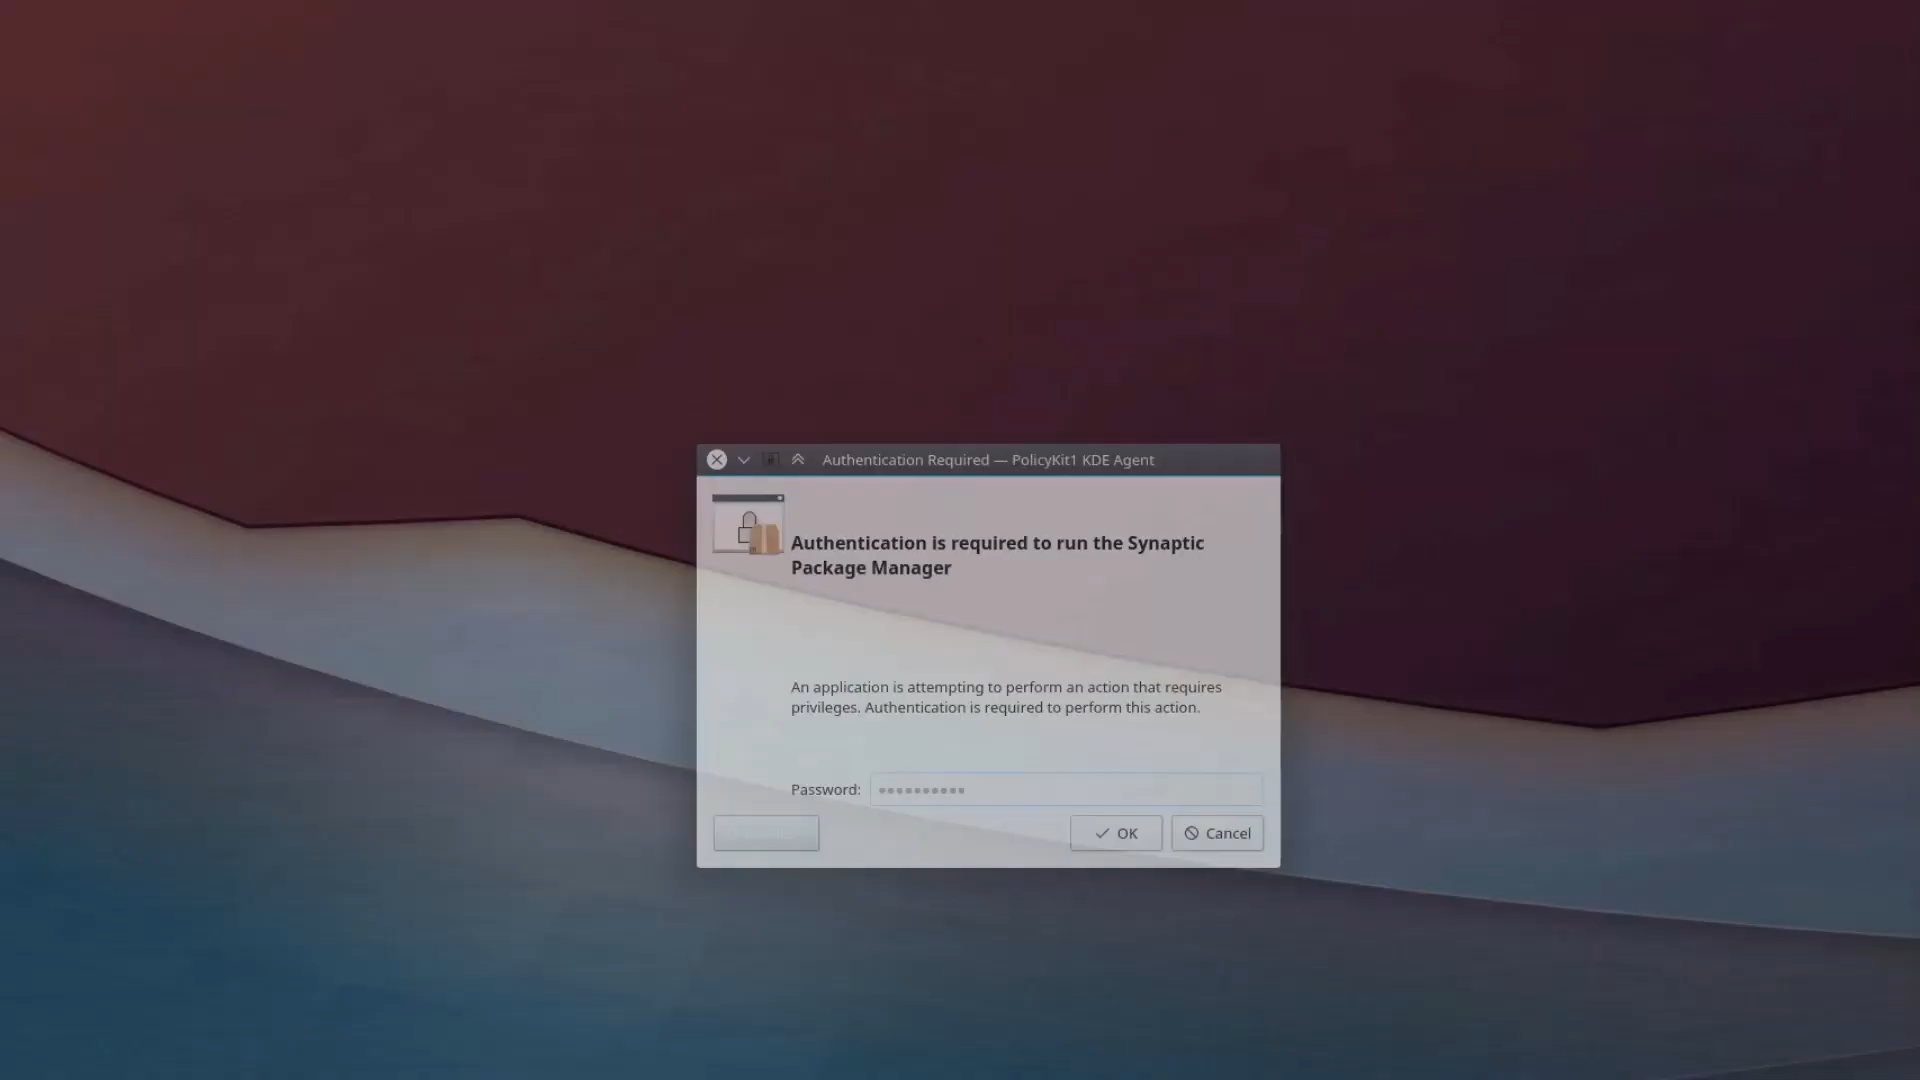 Authentication Required — PolicyKit1 KDE Agent
Authentication is required to run the Synaptic
Package Manager
An application is attempting to perform an action that requires
privileges. Authentication is required to perform this action.
Password: ●●●●●●●●●●
OK
Cancel